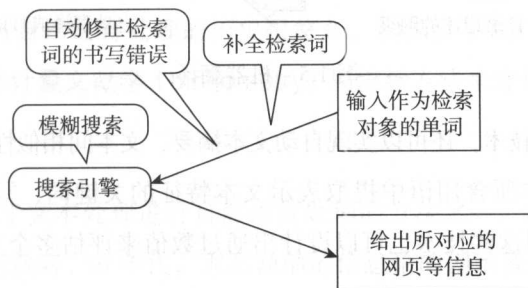 自动修正检索
词的书写错误
补全检索词
模糊搜索
输入作为检索
对象的单词
搜索引擎
给出所对应的
网页等信息